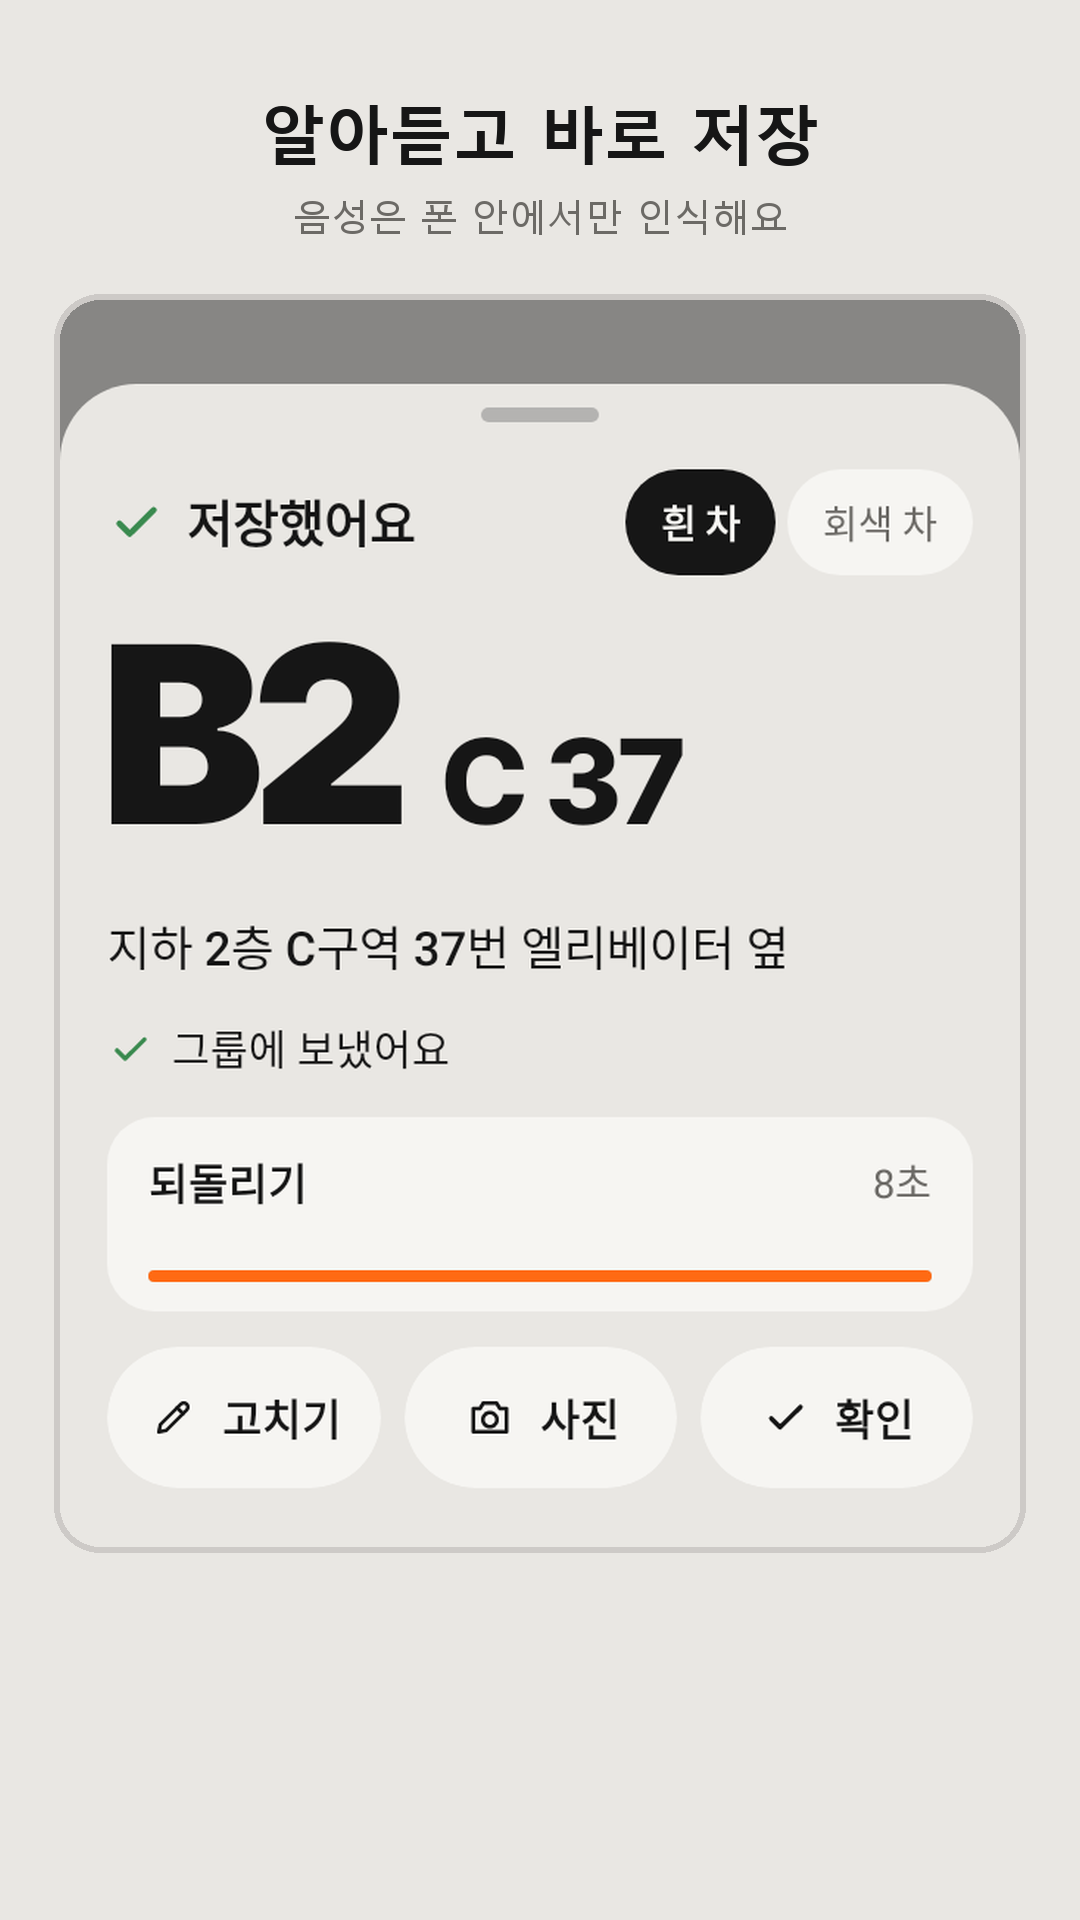 알아듣고 바로 저장
음성은 폰 안에서만 인식해요
저장했어요 흰 차 회색 차
B2 C 37
지하 2층 C구역 37번 엘리베이터 옆
그룹에 보냈어요
되돌리기 8초
고치기 사진 확인